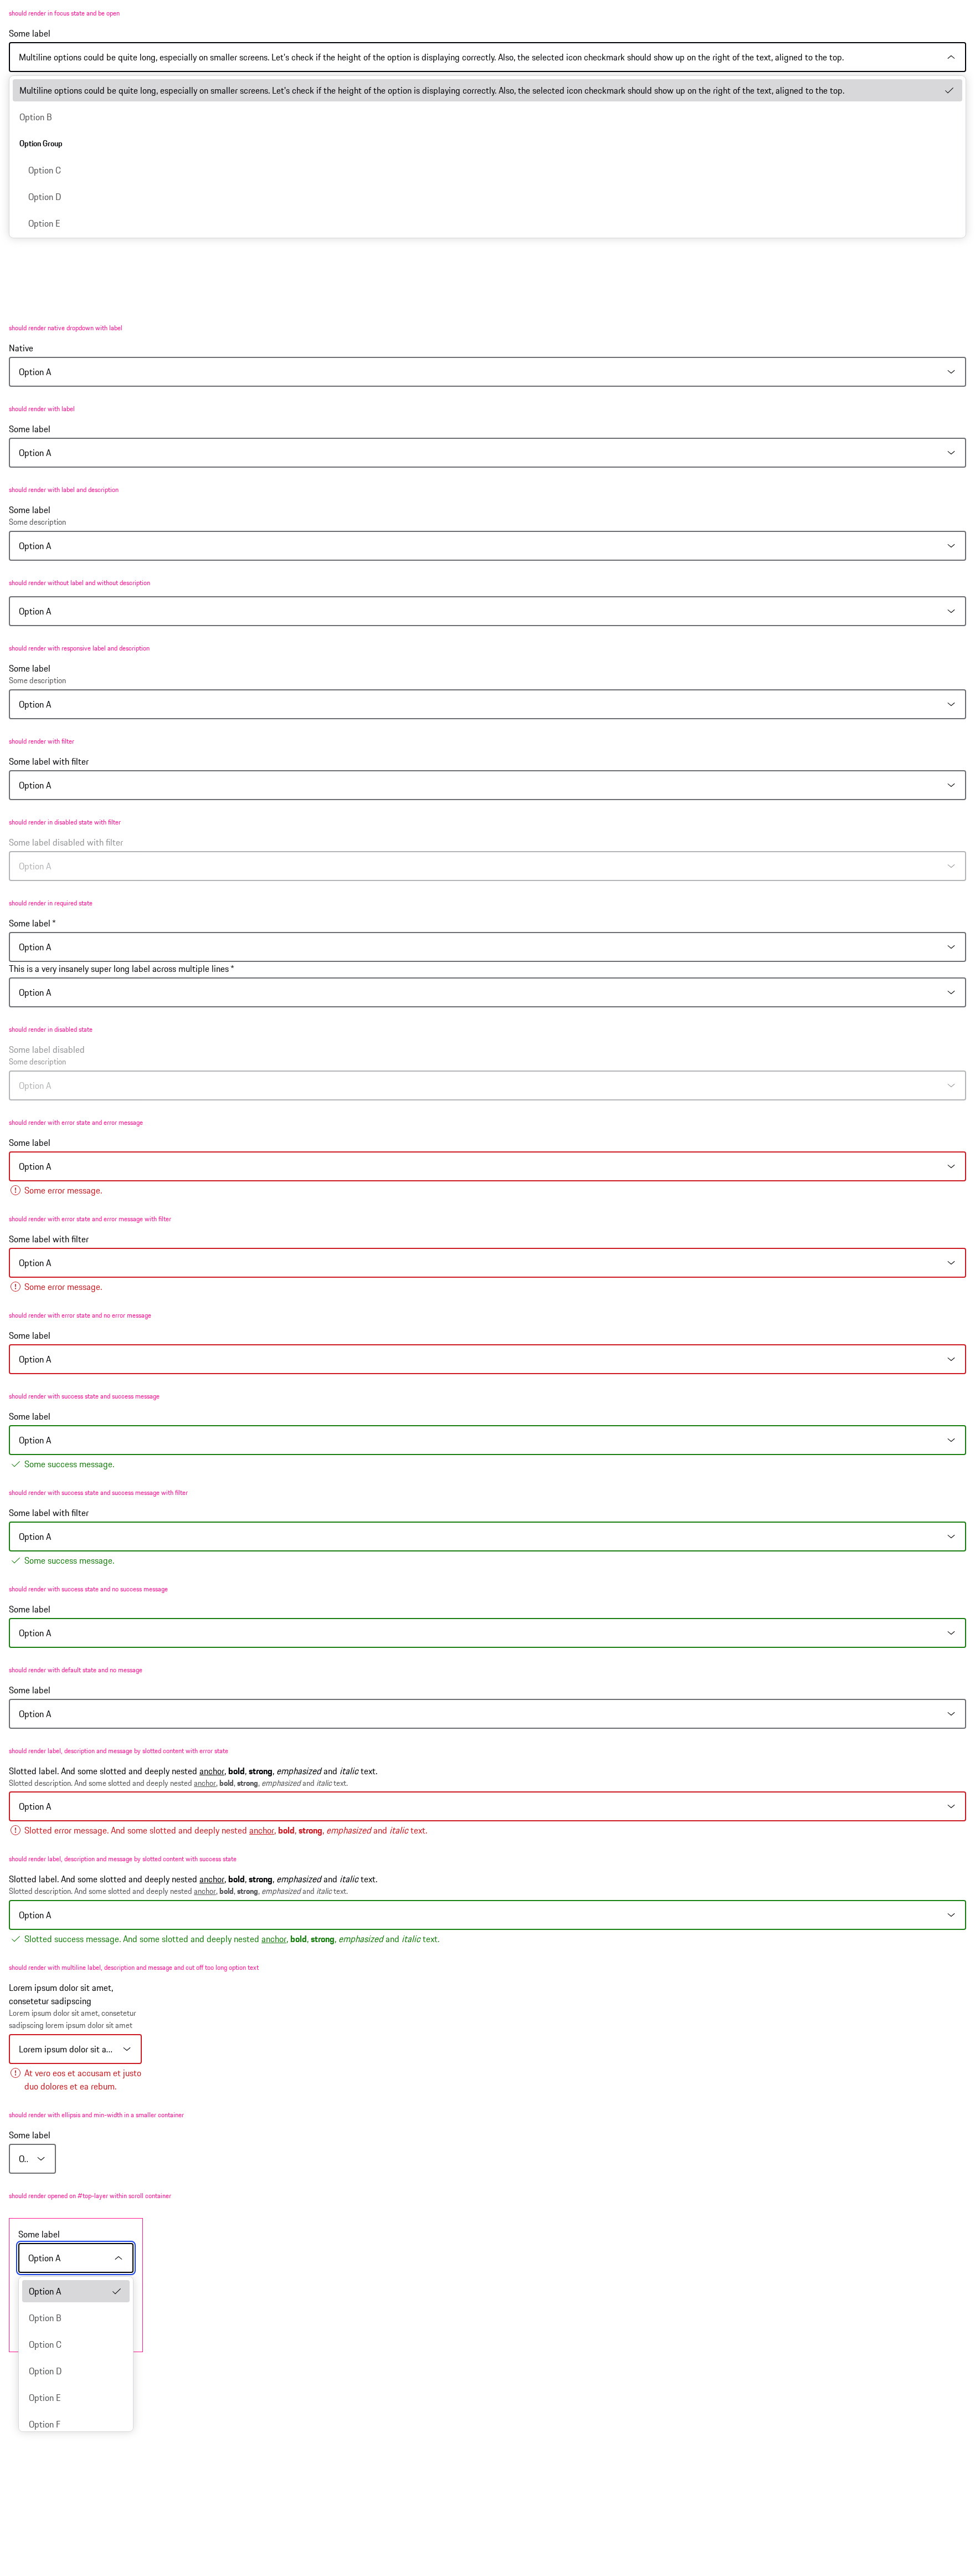 should render in focus state and be open
Some label
Multiline options could be quite long, especially on smaller screens. Let's check if the height of the option is displaying correctly. Also, the selected icon checkmark should show up on the right of the text, aligned to the top.
Multiline options could be quite long, especially on smaller screens. Let's check if the height of the option is displaying correctly. Also, the selected icon checkmark should show up on the right of the text, aligned to the top.
Option B
Option Group
Option C
Option D
Option E
should render native dropdown with label
Native
Option A
should render with label
Some label
Option A
should render with label and description
Some label
Some description
Option A
should render without label and without description
Option A
should render with responsive label and description
Some label
Some description
Option A
should render with filter
Some label with filter
Option A
should render in disabled state with filter
Some label disabled with filter
Option A
should render in required state
Some label *
Option A
This is a very insanely super long label across multiple lines *
Option A
should render in disabled state
Some label disabled
Some description
Option A
should render with error state and error message
Some label
Option A
Some error message.
should render with error state and error message with filter
Some label with filter
Option A
Some error message.
should render with error state and no error message
Some label
Option A
should render with success state and success message
Some label
Option A
Some success message.
should render with success state and success message with filter
Some label with filter
Option A
Some success message.
should render with success state and no success message
Some label
Option A
should render with default state and no message
Some label
Option A
should render label, description and message by slotted content with error state
Slotted label. And some slotted and deeply nested anchor, bold, strong, emphasized and italic text.
Slotted description. And some slotted and deeply nested anchor, bold, strong, emphasized and italic text.
Option A
Slotted error message. And some slotted and deeply nested anchor, bold, strong, emphasized and italic text.
should render label, description and message by slotted content with success state
Slotted label. And some slotted and deeply nested anchor, bold, strong, emphasized and italic text.
Slotted description. And some slotted and deeply nested anchor, bold, strong, emphasized and italic text.
Option A
Slotted success message. And some slotted and deeply nested anchor, bold, strong, emphasized and italic text.
should render with multiline label, description and message and cut off too long option text
Lorem ipsum dolor sit amet,
consetetur sadipscing
Lorem ipsum dolor sit amet, consetetur
sadipscing lorem ipsum dolor sit amet
Lorem ipsum dolor sit a...
At vero eos et accusam et justo
duo dolores et ea rebum.
should render with ellipsis and min-width in a smaller container
Some label
O..
should render opened on #top-layer within scroll container
Some label
Option A
Option A
Option B
Option C
Option D
Option E
Option F